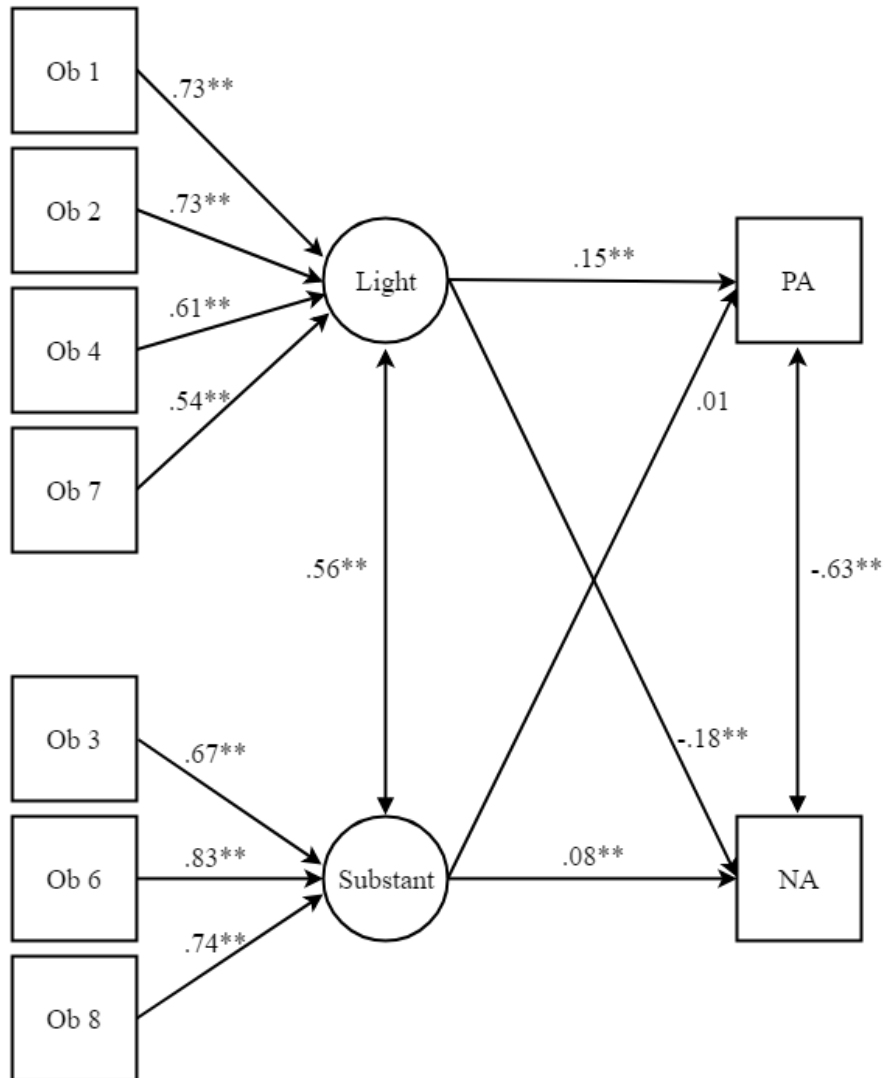 Ob 1
.73**
Ob 2
.73**
Light
.15**
PA
Ob 4
.61**
.54**
.01
Ob 7
.56**
-.63**
Ob 3
.67**
-.18**
Ob 6
.83**
Substant
.08**
NA
.74**
Ob 8